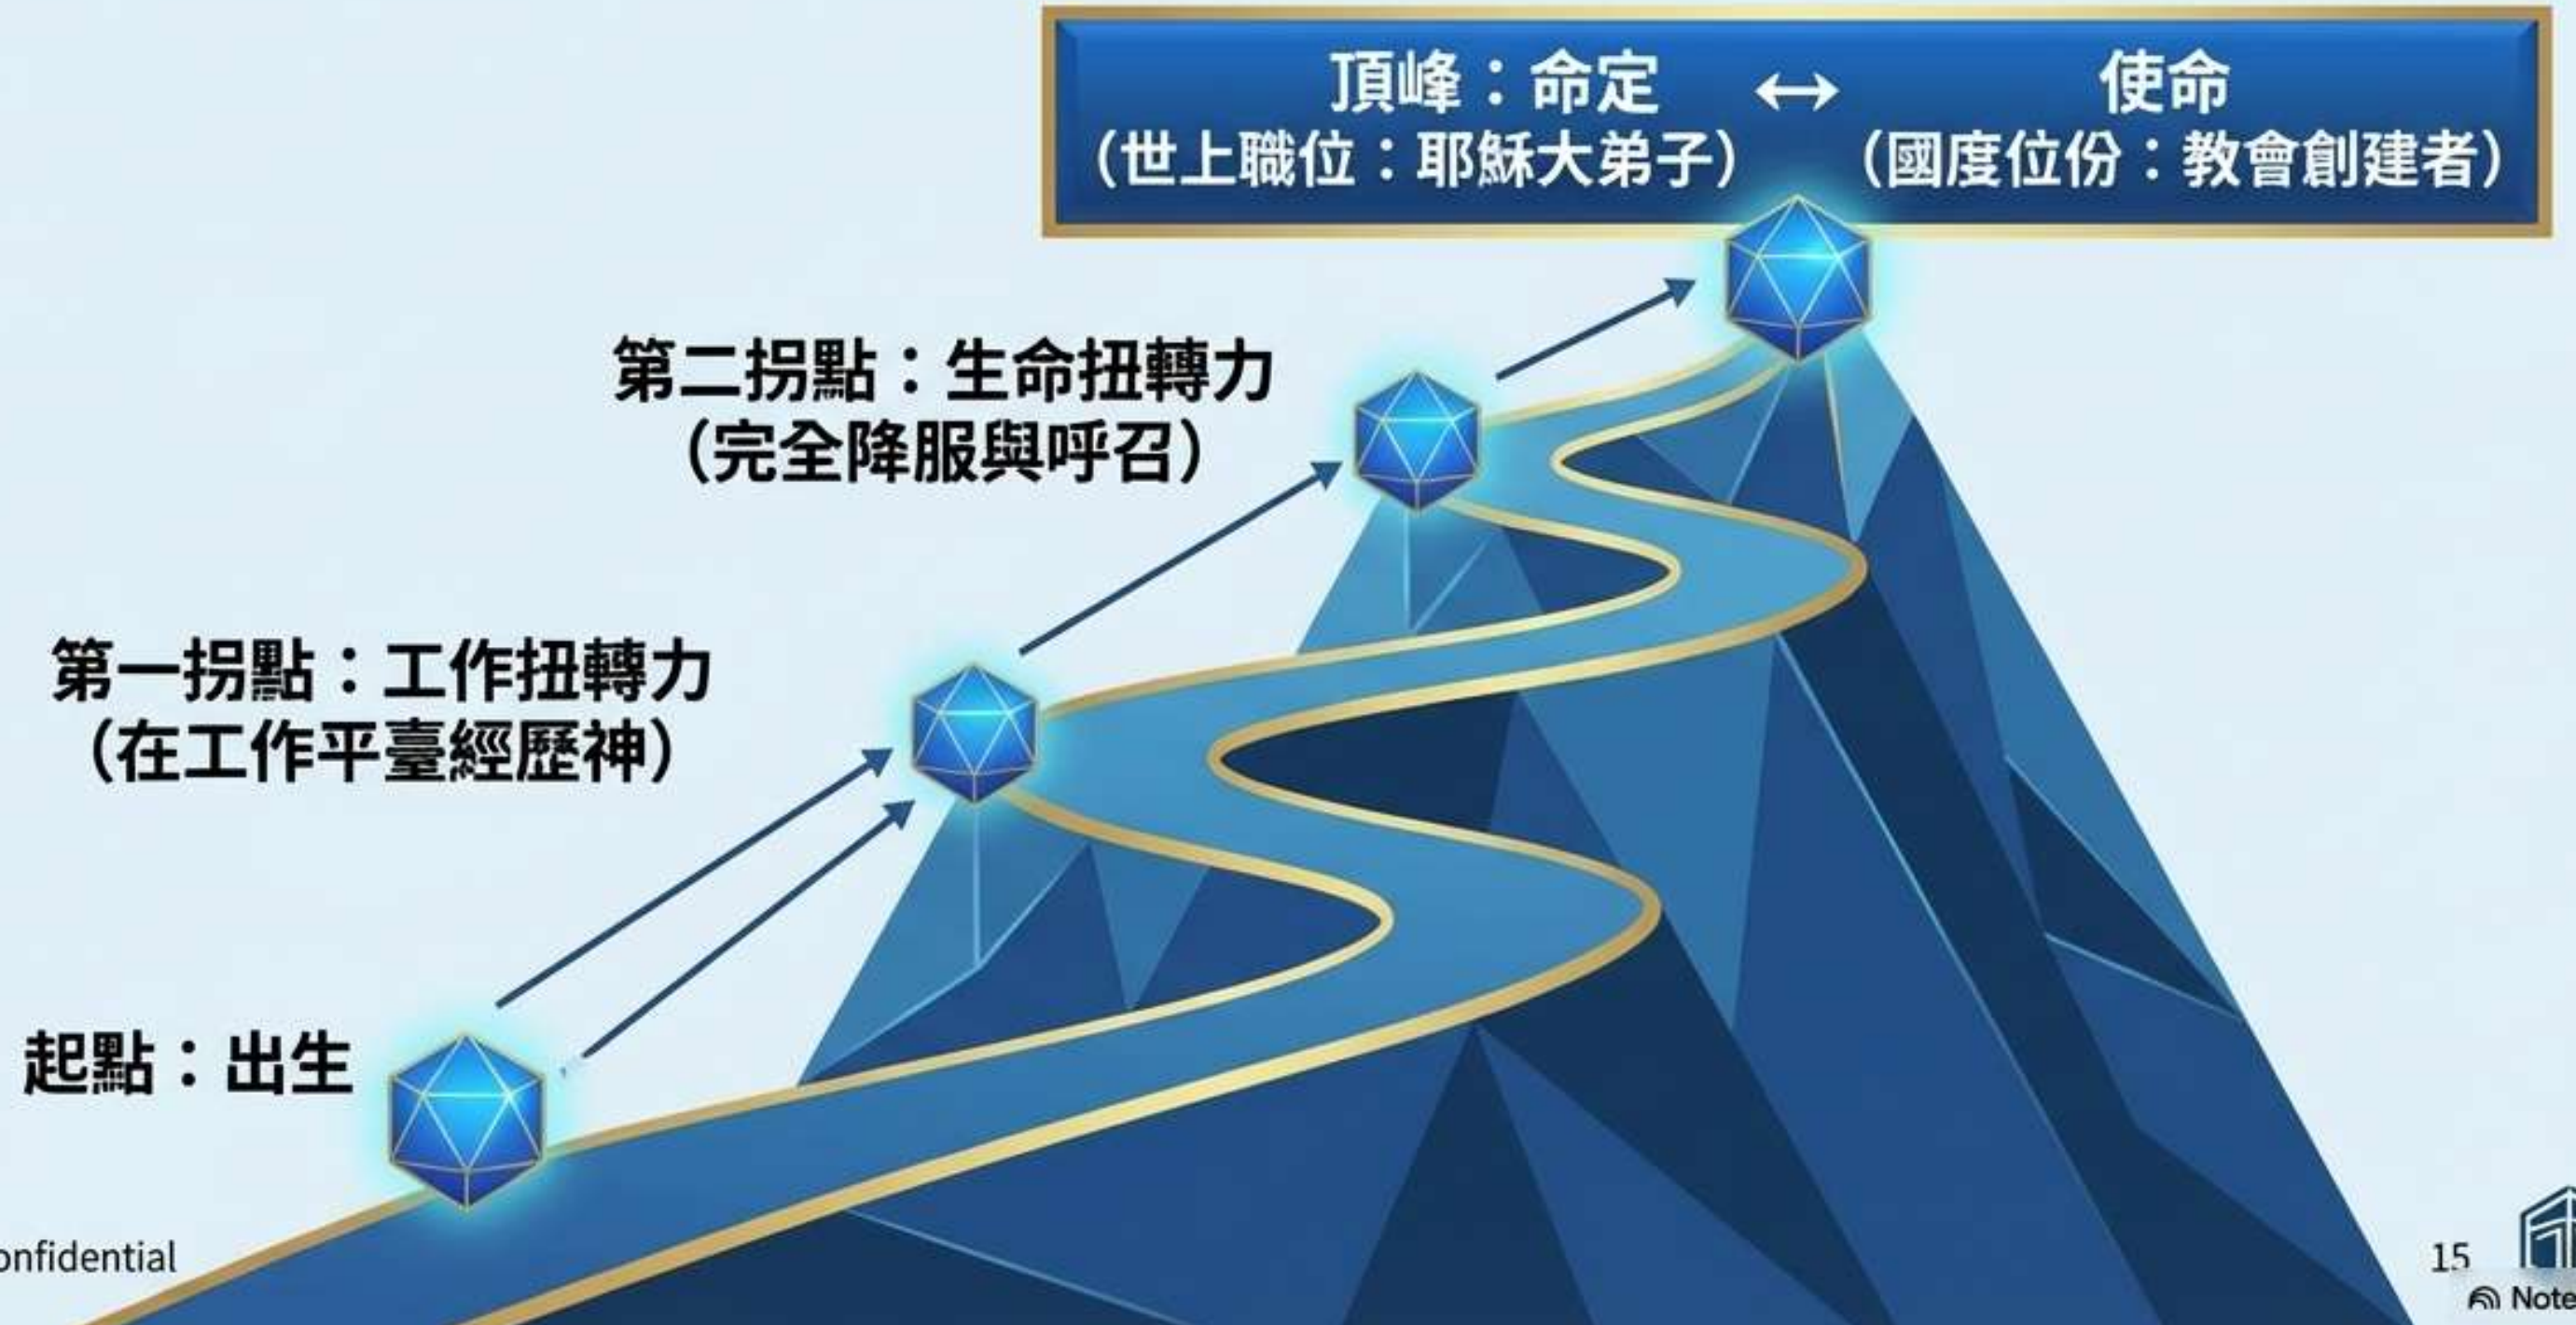 頂峰：命定 ↔ 使命
（世上職位：耶穌大弟子）（國度位份：教會創建者）
第二拐點：生命扭轉力
（完全降服與呼召）
第一拐點：工作扭轉力
（在工作平臺經歷神）
起點：出生
onfidential
15
Note